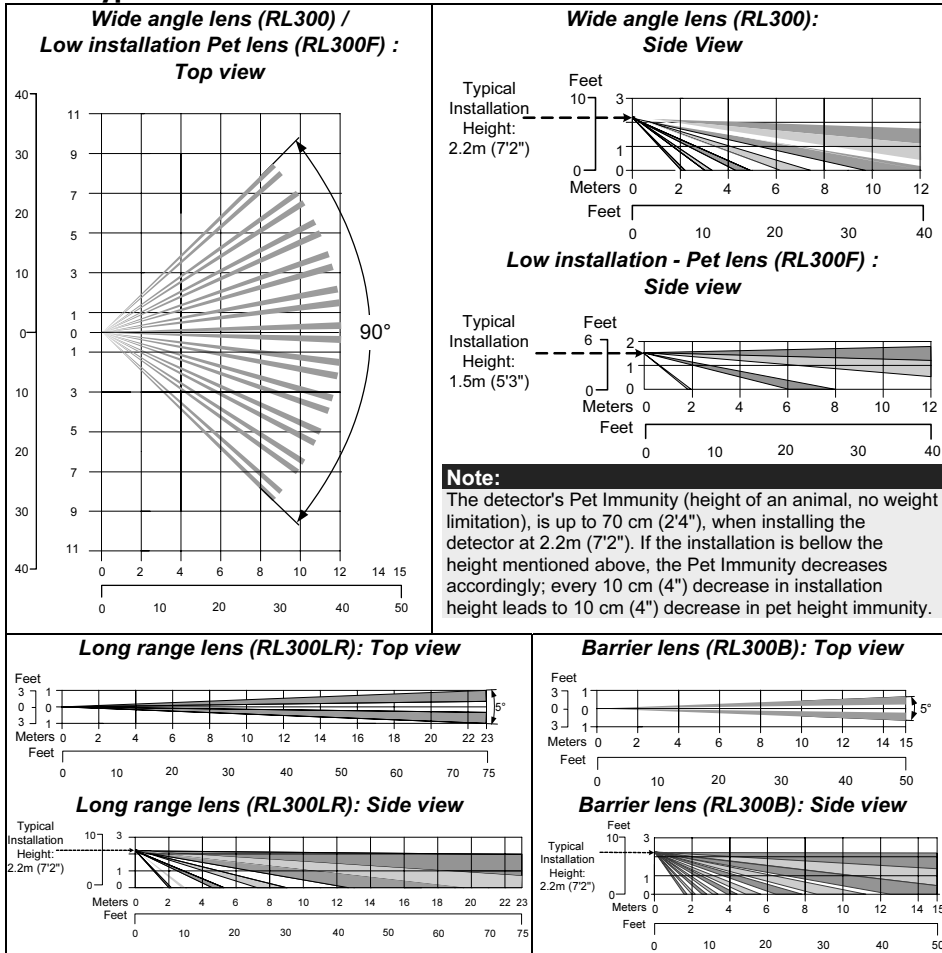 Wide angle lens (RL300) /
Low installation Pet lens (RL300F) :
Top view
40
30
20
10
0
10
20
30
40
11
9
7
5
3
1
0
1
3
5
7
9
11
90°
0 2 4 6 8 10 12 14 15
0 10 20 30 40 50
Wide angle lens (RL300):
Side View
Typical
Installation
Height:
2.2m (7'2")
Feet
10
0
3
1
0
Meters 0 2 4 6 8 10 12
Feet
0 10 20 30 40
Low installation - Pet lens (RL300F) :
Side view
Typical
Installation
Height:
1.5m (5'3")
Feet
6
0
2
1
0
Meters 0 2 4 6 8 10 12
Feet
0 10 20 30 40
Note:
The detector's Pet Immunity (height of an animal, no weight
limitation), is up to 70 cm (2'4"), when installing the
detector at 2.2m (7'2"). If the installation is bellow the
height mentioned above, the Pet Immunity decreases
accordingly; every 10 cm (4") decrease in installation
height leads to 10 cm (4") decrease in pet height immunity.
Long range lens (RL300LR): Top view
Feet
3 1
0 0
3 1
5°
Meters 0 2 4 6 8 10 12 14 16 18 20 22 23
Feet
0 10 20 30 40 50 60 70 75
Long range lens (RL300LR): Side view
Typical
Installation
Height:
2.2m (7'2")
10
0
3
1
0
Meters 0 2 4 6 8 10 12 14 16 18 20 22 23
Feet
0 10 20 30 40 50 60 70 75
Barrier lens (RL300B): Top view
Feet
3 1
0 0
3 1
5°
Meters 0 2 4 6 8 10 12 14 15
Feet
0 10 20 30 40 50
Barrier lens (RL300B): Side view
Feet
Typical
Installation
Height:
2.2m (7'2")
10
0
3
1
0
Meters 0 2 4 6 8 10 12 14 15
Feet
0 10 20 30 40 50